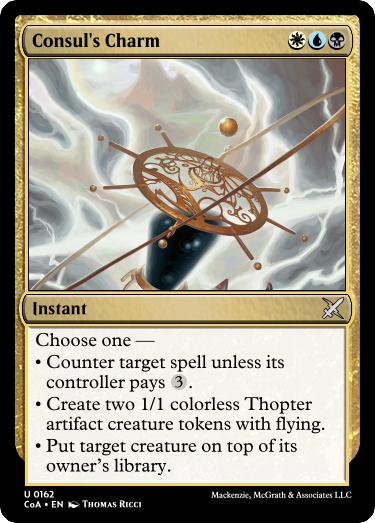 Consul's Charm
Instant
Choose one —
• Counter target spell unless its
controller pays 3.
• Create two 1/1 colorless Thopter
artifact creature tokens with flying.
• Put target creature on top of its
owner's library.
U 0162
CoA • EN Thomas Ricci
Mackenzie, McGrath & Associates LLC